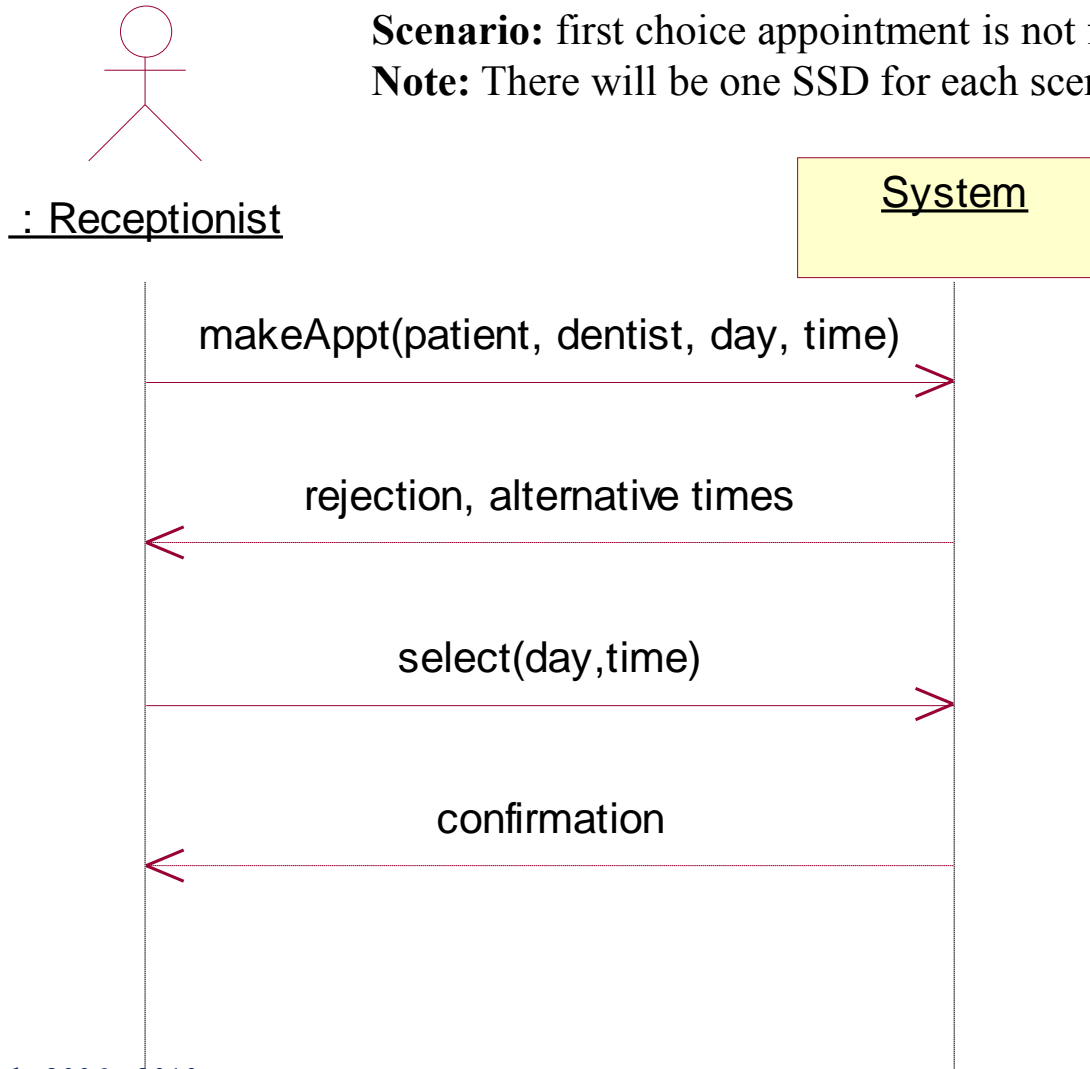 Scenario: first choice appointment is not
Note: There will be one SSD for each
: Receptionist
System
makeAppt(patient, dentist, day, time)
rejection, alternative times
select(day,time)
confirmation